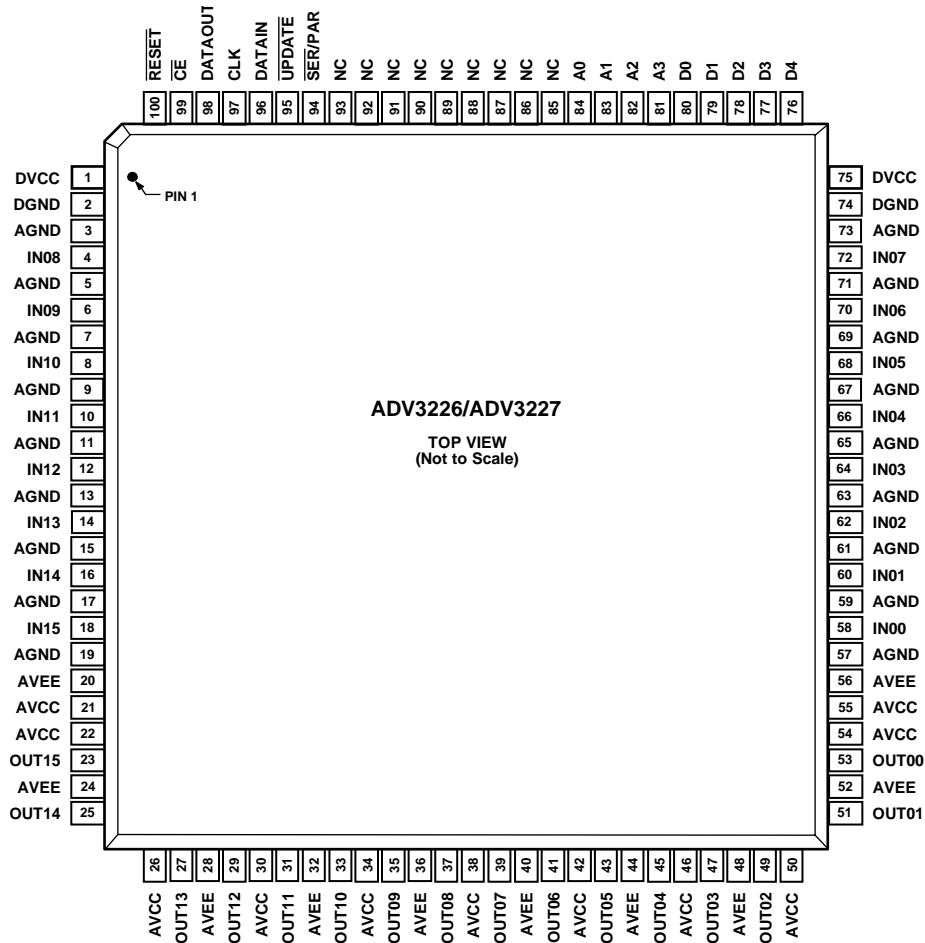 RESET
CE
DATAOUT
CLK
DATAIN
UPDATE
SER/PAR
NC
NC
NC
NC
NC
NC
NC
NC
NC
A0
A1
A2
A3
D0
D1
D2
D3
D4
100
99
98
97
96
95
94
93
92
91
90
89
88
87
86
85
84
83
82
81
80
79
78
77
76
PIN 1
DVCC 1
DGND 2
AGND 3
IN08 4
AGND 5
IN09 6
AGND 7
IN10 8
AGND 9
IN11 10
AGND 11
IN12 12
AGND 13
IN13 14
AGND 15
IN14 16
AGND 17
IN15 18
AGND 19
AVEE 20
AVCC 21
AVCC 22
OUT15 23
AVEE 24
OUT14 25
ADV3226/ADV3227
TOP VIEW
(Not to Scale)
75 DVCC
74 DGND
73 AGND
72 IN07
71 AGND
70 IN06
69 AGND
68 IN05
67 AGND
66 IN04
65 AGND
64 IN03
63 AGND
62 IN02
61 AGND
60 IN01
59 AGND
58 IN00
57 AGND
56 AVEE
55 AVCC
54 AVCC
53 OUT00
52 AVEE
51 OUT01
26
27
28
29
30
31
32
33
34
35
36
37
38
39
40
41
42
43
44
45
46
47
48
49
50
AVCC
OUT13
AVEE
OUT12
AVCC
OUT11
AVEE
OUT10
AVCC
OUT09
AVEE
OUT08
AVCC
OUT07
AVEE
OUT06
AVCC
OUT05
AVEE
OUT04
AVCC
OUT03
AVEE
OUT02
AVCC